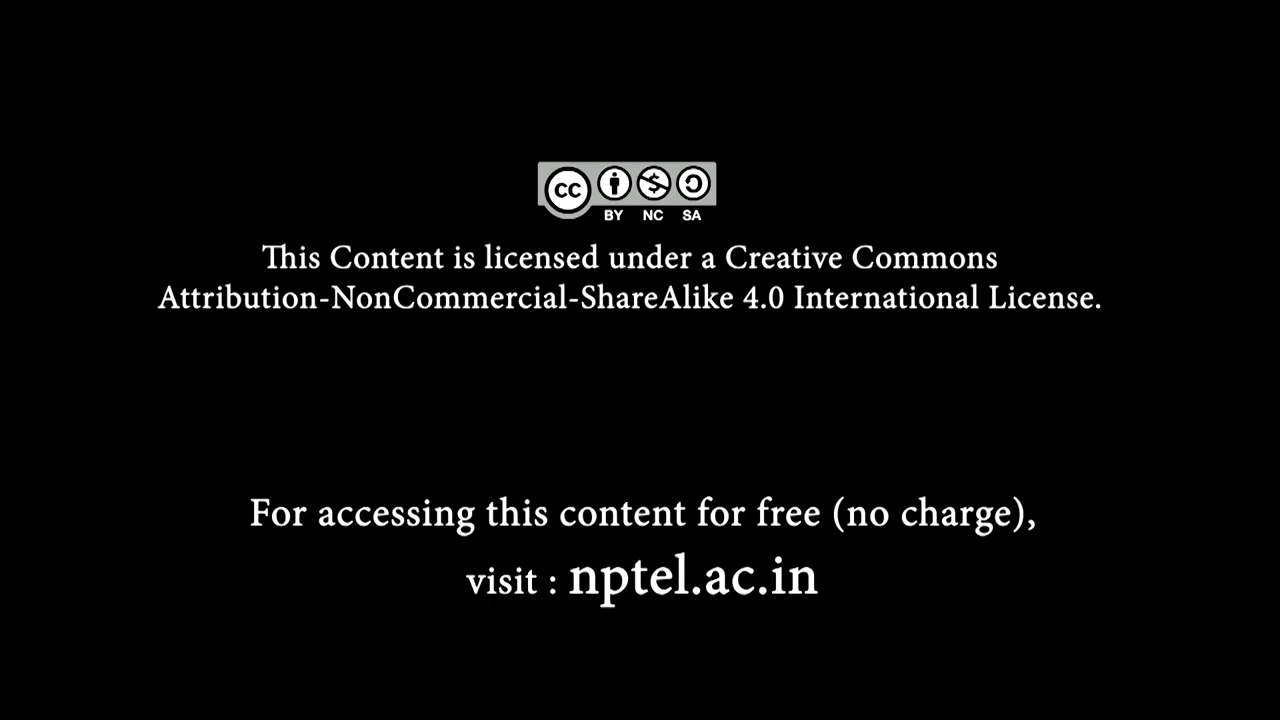 cc
BY NC SA
This Content is licensed under a Creative Commons
Attribution-NonCommercial-ShareAlike 4.0 International License.
For accessing this content for free (no charge),
visit : nptel.ac.in